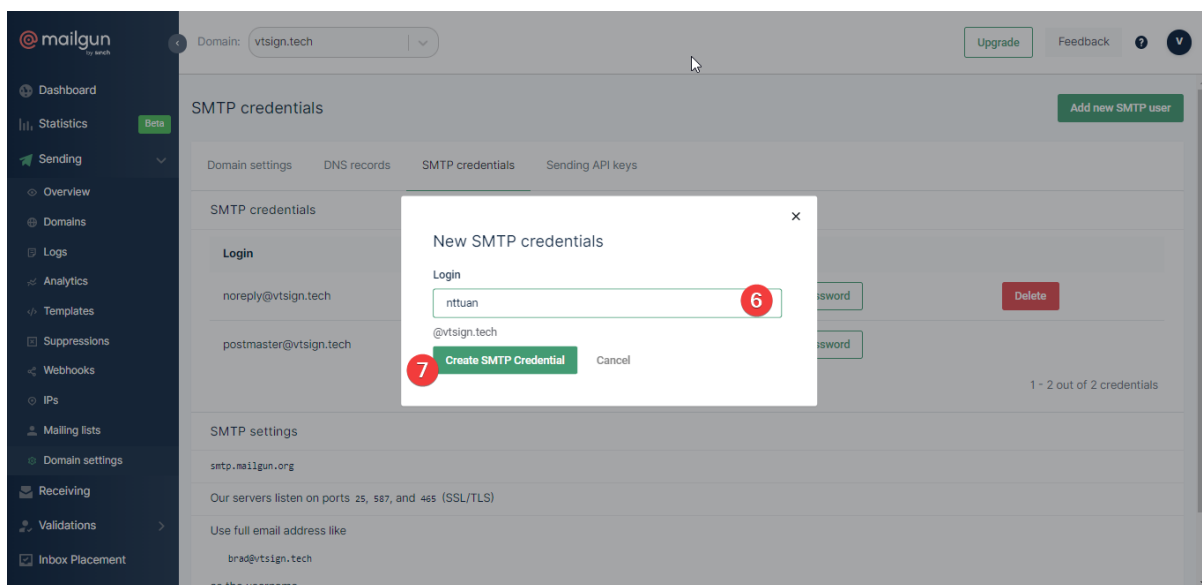 mailgun
by sinch
Domain: vtsign.tech
Upgrade
Feedback
?
V
Dashboard
Statistics Beta
Sending
Overview
Domains
Logs
Analytics
Templates
Suppressions
Webhooks
IPs
Mailing lists
Domain settings
Receiving
Validations
Inbox Placement
SMTP credentials
Add new SMTP user
Domain settings DNS records SMTP credentials Sending API keys
SMTP credentials
Login
noreply@vtsign.tech
ssword
Delete
postmaster@vtsign.tech
ssword
1 - 2 out of 2 credentials
New SMTP credentials
Login
nttuan
6
@vtsign.tech
7
Create SMTP Credential
Cancel
SMTP settings
smtp.mailgun.org
Our servers listen on ports 25, 587, and 465 (SSL/TLS)
Use full email address like
brad@vtsign.tech
as the username